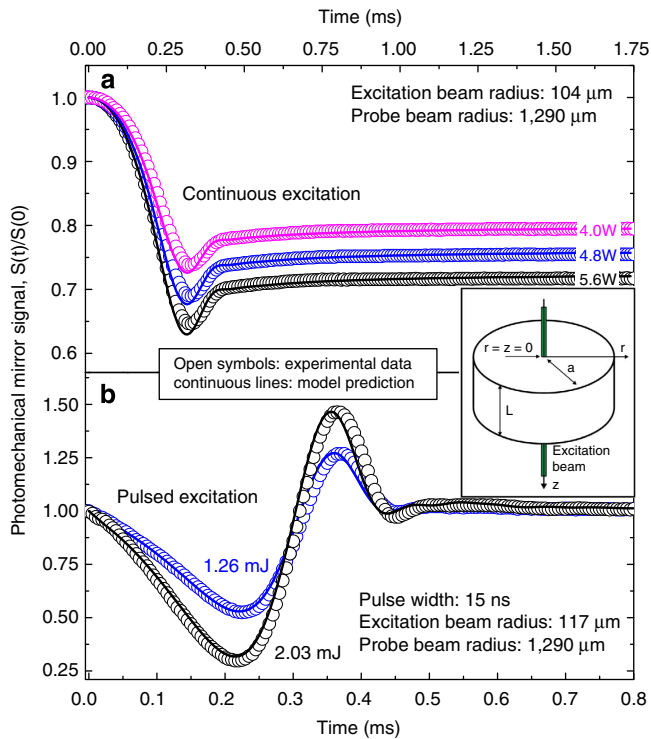 Time (ms)
0.00 0.25 0.50 0.75 1.00 1.25 1.50 1.75
a
Excitation beam radius: 104 μm
Probe beam radius: 1,290 μm
Continuous excitation
1.0
0.9
0.8
0.7
0.6
4.0W
4.8W
5.6W
Photomechanical mirror signal, S(t)/S(0)
Open symbols: experimental data
continuous lines: model prediction
r = z = 0
r
a
L
Excitation
beam
z
b
1.50
1.25
1.00
0.75
0.50
0.25
Pulsed excitation
1.26 mJ
2.03 mJ
Pulse width: 15 ns
Excitation beam radius: 117 μm
Probe beam radius: 1,290 μm
0.0 0.1 0.2 0.3 0.4 0.5 0.6 0.7 0.8
Time (ms)